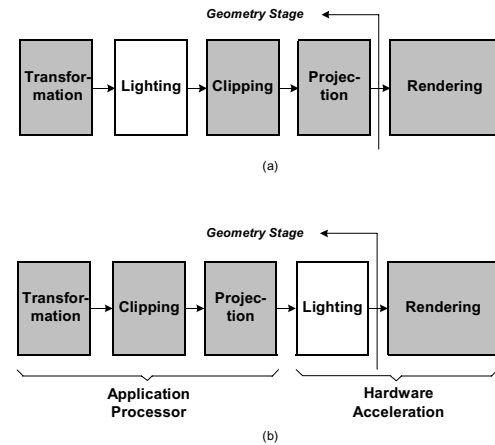 Geometry Stage
Transfor-
mation
Lighting
Clipping
Projec-
tion
Rendering
(a)
Geometry Stage
Transfor-
mation
Clipping
Projec-
tion
Lighting
Rendering
Application
Processor
Hardware
Acceleration
(b)